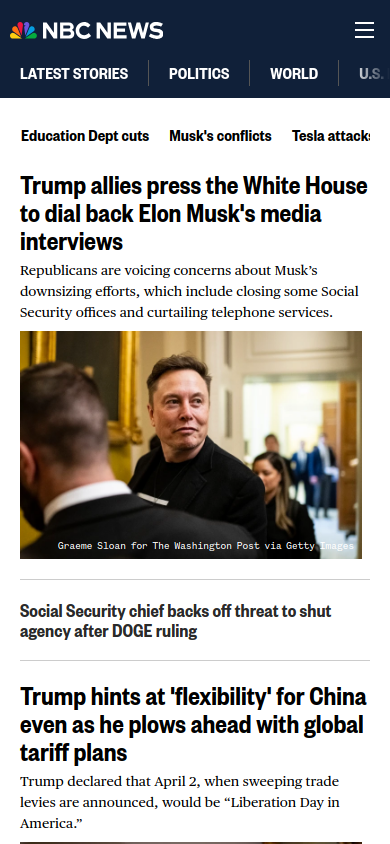 NBC NEWS
LATEST STORIES POLITICS WORLD U.S.
Education Dept cuts Musk's conflicts Tesla attacks
Trump allies press the White House
to dial back Elon Musk's media
interviews
Republicans are voicing concerns about Musk’s
downsizing efforts, which include closing some Social
Security offices and curtailing telephone services.
Graeme Sloan for The Washington Post via Getty Images
Social Security chief backs off threat to shut
agency after DOGE ruling
Trump hints at 'flexibility' for China
even as he plows ahead with global
tariff plans
Trump declared that April 2, when sweeping trade
levies are announced, would be “Liberation Day in
America.”